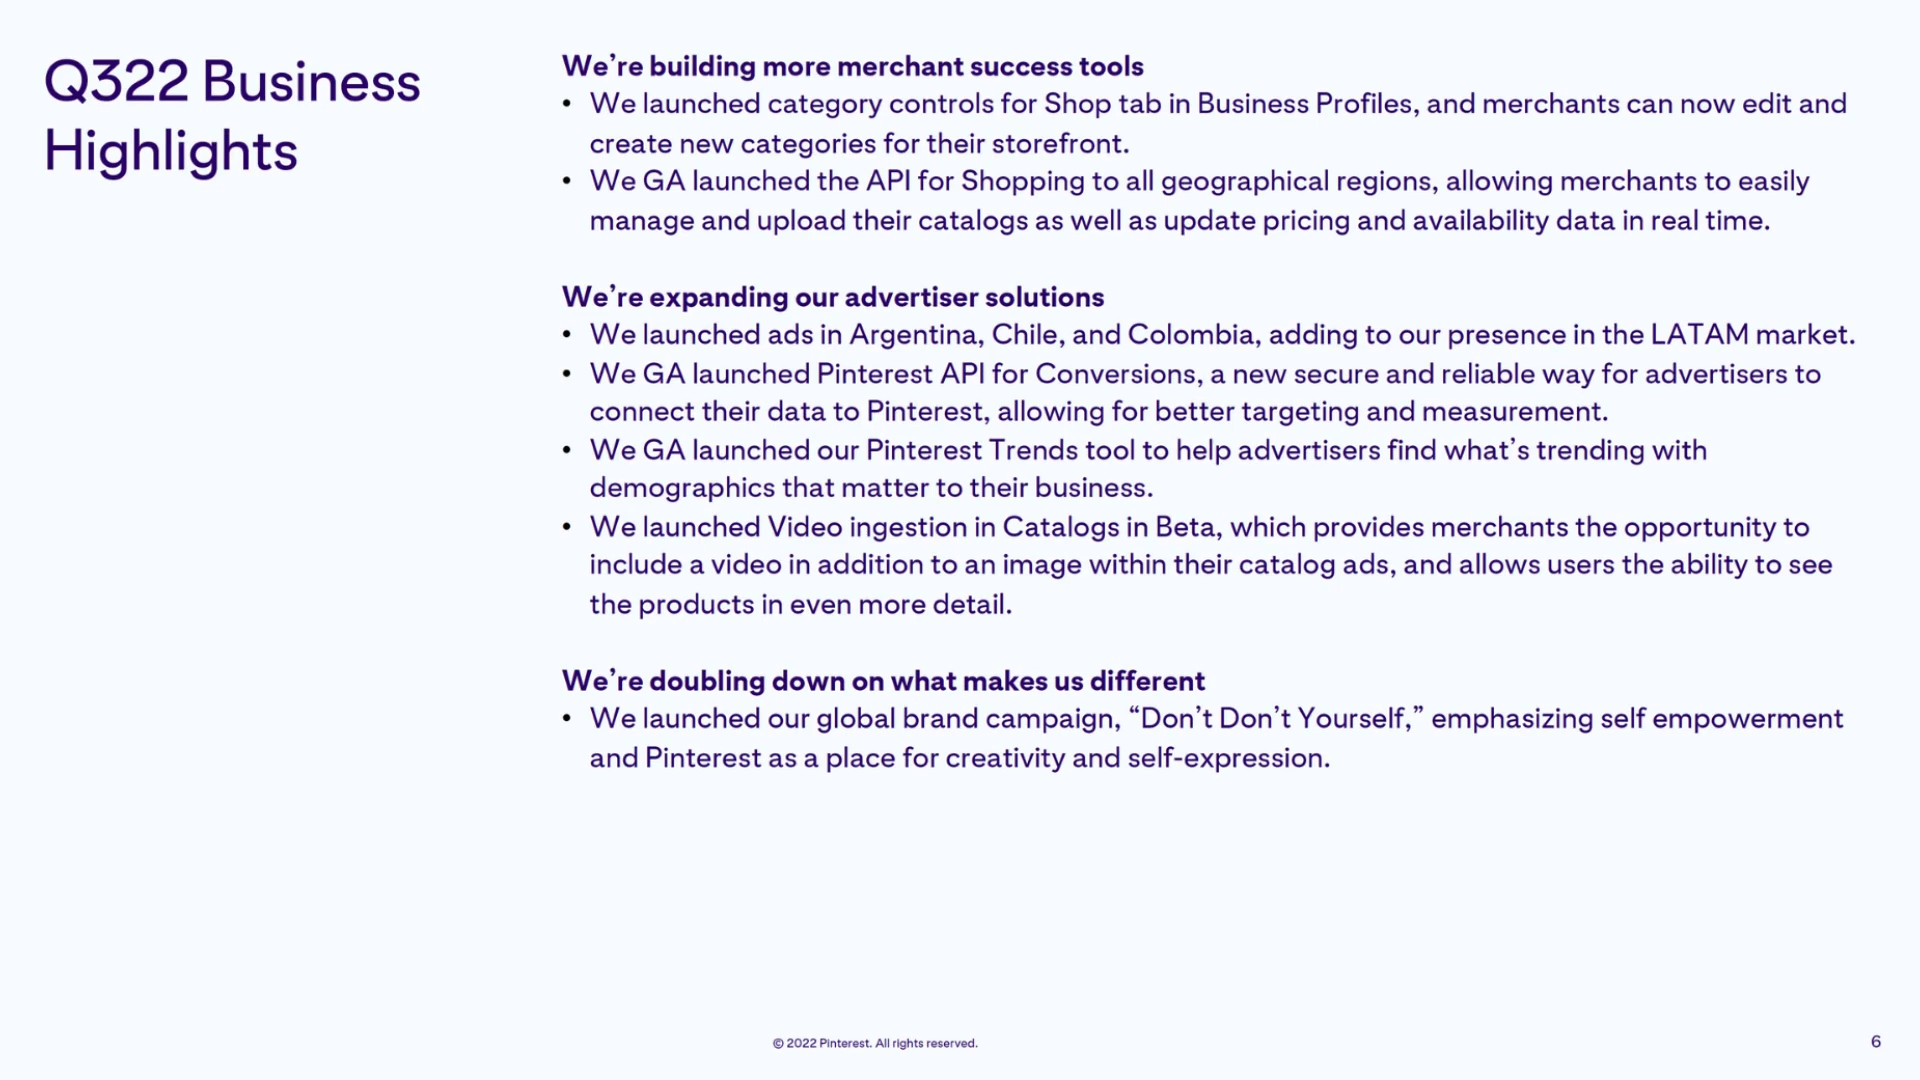 Q322 Business
Highlights
We’re building more merchant success tools
• We launched category controls for Shop tab in Business Profiles, and merchants can now edit and
create new categories for their storefront.
• We GA launched the API for Shopping to all geographical regions, allowing merchants to easily
manage and upload their catalogs as well as update pricing and availability data in real time.
We’re expanding our advertiser solutions
• We launched ads in Argentina, Chile, and Colombia, adding to our presence in the LATAM market.
• We GA launched Pinterest API for Conversions, a new secure and reliable way for advertisers to
connect their data to Pinterest, allowing for better targeting and measurement.
• We GA launched our Pinterest Trends tool to help advertisers find what’s trending with
demographics that matter to their business.
• We launched Video ingestion in Catalogs in Beta, which provides merchants the opportunity to
include a video in addition to an image within their catalog ads, and allows users the ability to see
the products in even more detail.
We’re doubling down on what makes us different
• We launched our global brand campaign, “Don’t Don’t Yourself,” emphasizing self empowerment
and Pinterest as a place for creativity and self-expression.
© 2022 Pinterest. All rights reserved.
6